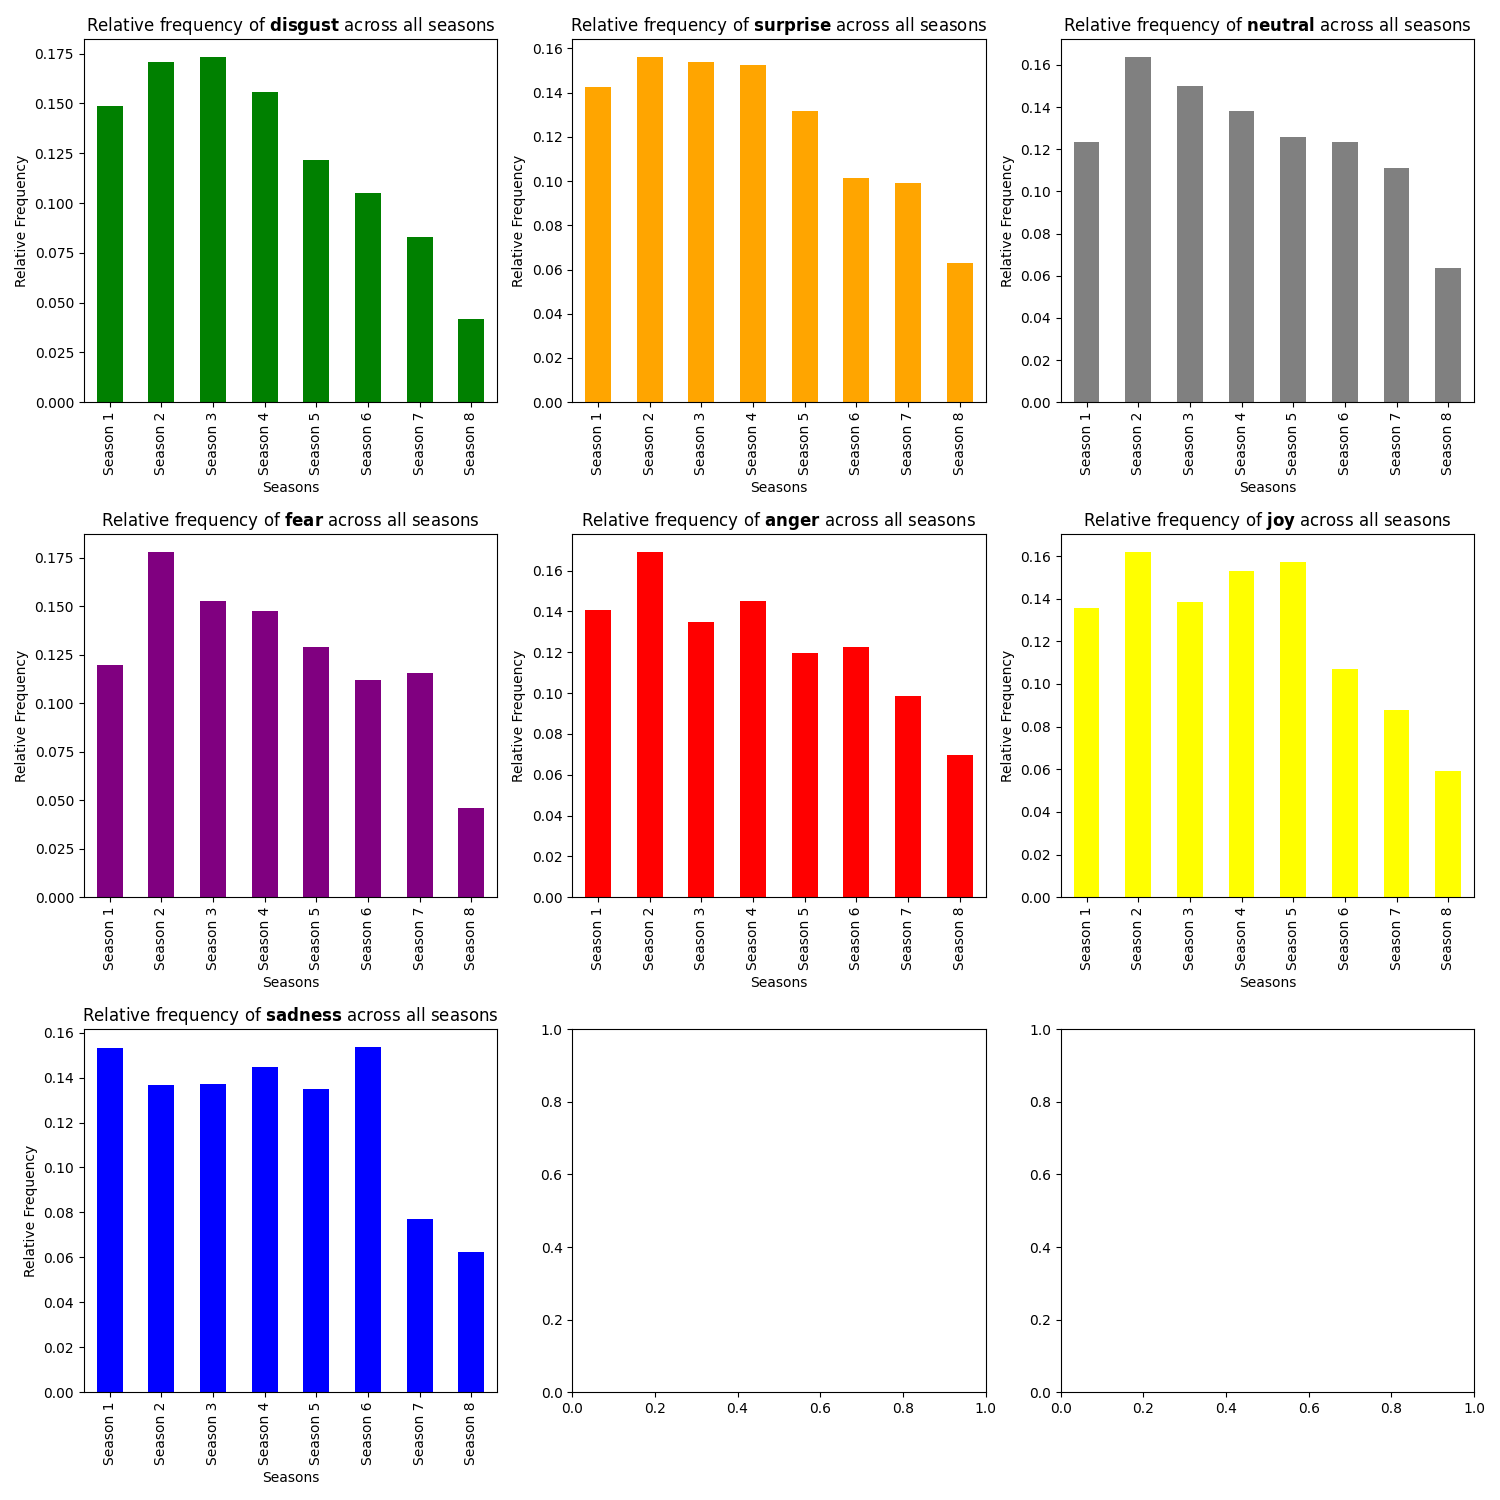 Relative frequency of disgust across all seasons
0.175
0.150
0.125
0.100
0.075
0.050
0.025
0.000
Relative Frequency
Season 1
Season 2
Season 3
Season 4
Season 5
Season 6
Season 7
Season 8
Seasons
Relative frequency of surprise across all seasons
0.16
0.14
0.12
0.10
0.08
0.06
0.04
0.02
0.00
Relative Frequency
Season 1
Season 2
Season 3
Season 4
Season 5
Season 6
Season 7
Season 8
Seasons
Relative frequency of neutral across all seasons
0.16
0.14
0.12
0.10
0.08
0.06
0.04
0.02
0.00
Relative Frequency
Season 1
Season 2
Season 3
Season 4
Season 5
Season 6
Season 7
Season 8
Seasons
Relative frequency of fear across all seasons
0.175
0.150
0.125
0.100
0.075
0.050
0.025
0.000
Relative Frequency
Season 1
Season 2
Season 3
Season 4
Season 5
Season 6
Season 7
Season 8
Seasons
Relative frequency of anger across all seasons
0.16
0.14
0.12
0.10
0.08
0.06
0.04
0.02
0.00
Relative Frequency
Season 1
Season 2
Season 3
Season 4
Season 5
Season 6
Season 7
Season 8
Seasons
Relative frequency of joy across all seasons
0.16
0.14
0.12
0.10
0.08
0.06
0.04
0.02
0.00
Relative Frequency
Season 1
Season 2
Season 3
Season 4
Season 5
Season 6
Season 7
Season 8
Seasons
Relative frequency of sadness across all seasons
0.16
0.14
0.12
0.10
0.08
0.06
0.04
0.02
0.00
Relative Frequency
Season 1
Season 2
Season 3
Season 4
Season 5
Season 6
Season 7
Season 8
Seasons
1.0
0.8
0.6
0.4
0.2
0.0
0.0 0.2 0.4 0.6 0.8 1.0
1.0
0.8
0.6
0.4
0.2
0.0
0.0 0.2 0.4 0.6 0.8 1.0